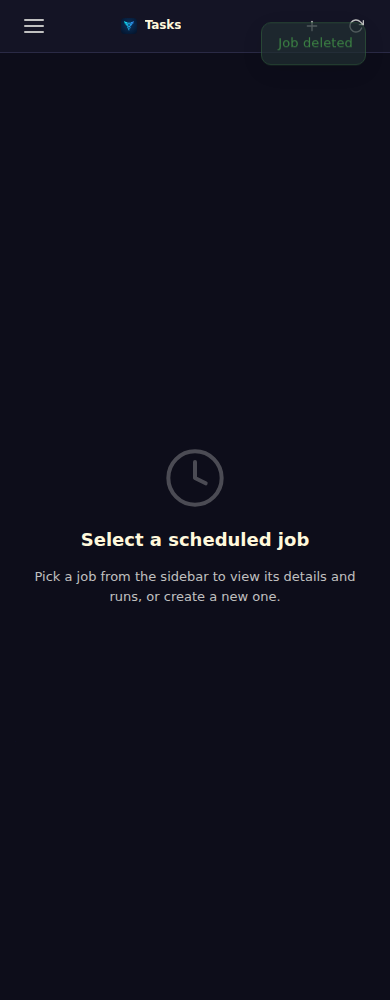 Tasks
Job deleted
Select a scheduled job
Pick a job from the sidebar to view its details and
runs, or create a new one.